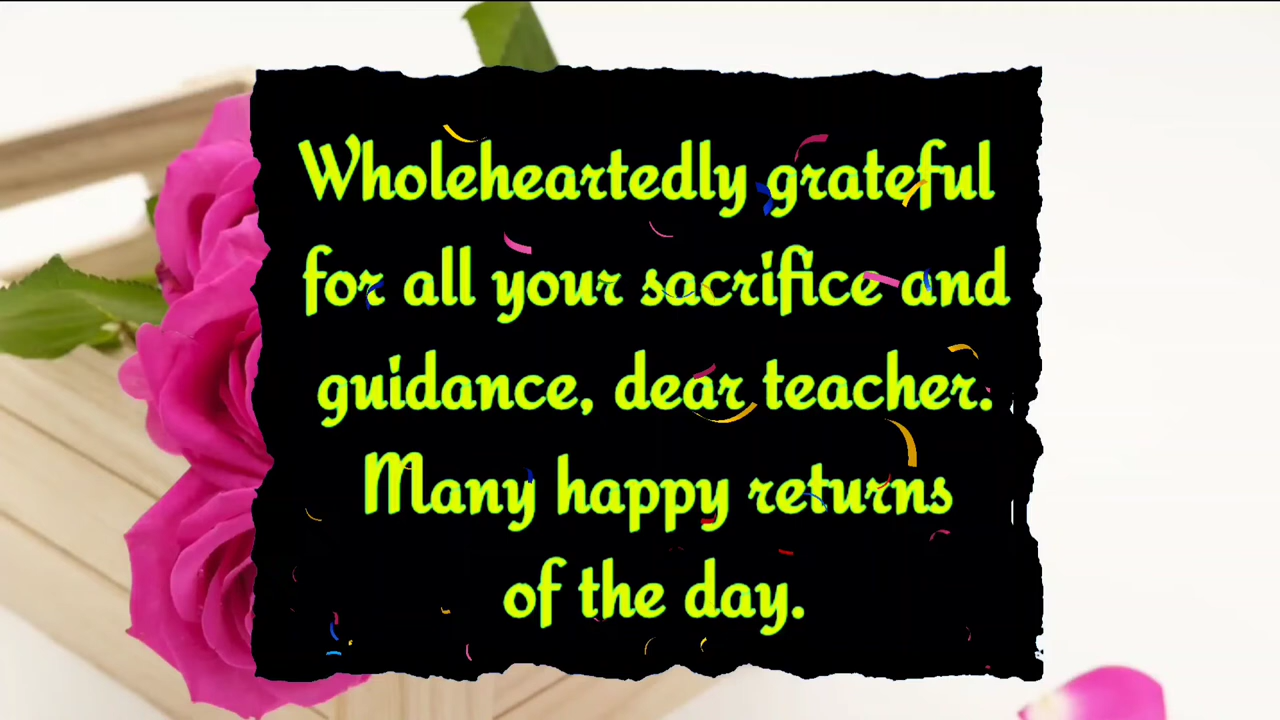 Wholeheartedly grateful
for all your sacrifice and
guidance, dear teacher.
Many happy returns
of the day.